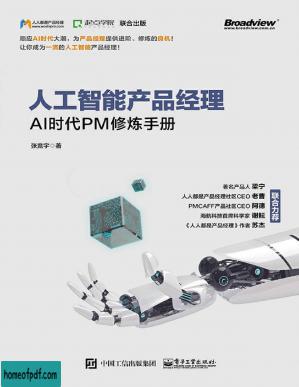 人人都是产品经理
woshipm.com
起点学院
联合出版
Broadview®
顺应AI时代大潮，为产品经理提供进阶、修炼的良机！
让你成为一流的人工智能产品经理！
人工智能产品经理
AI时代PM修炼手册
张竞宇 著
著名产品人 梁宁
人人都是产品经理社区CEO 老曹
PMCAFF产品社区CEO 阿德
海航科技首席科学家 谢耘
《人人都是产品经理》作者 苏杰
联合力荐
中国工信出版集团
电子工业出版社
homeofpdf.com